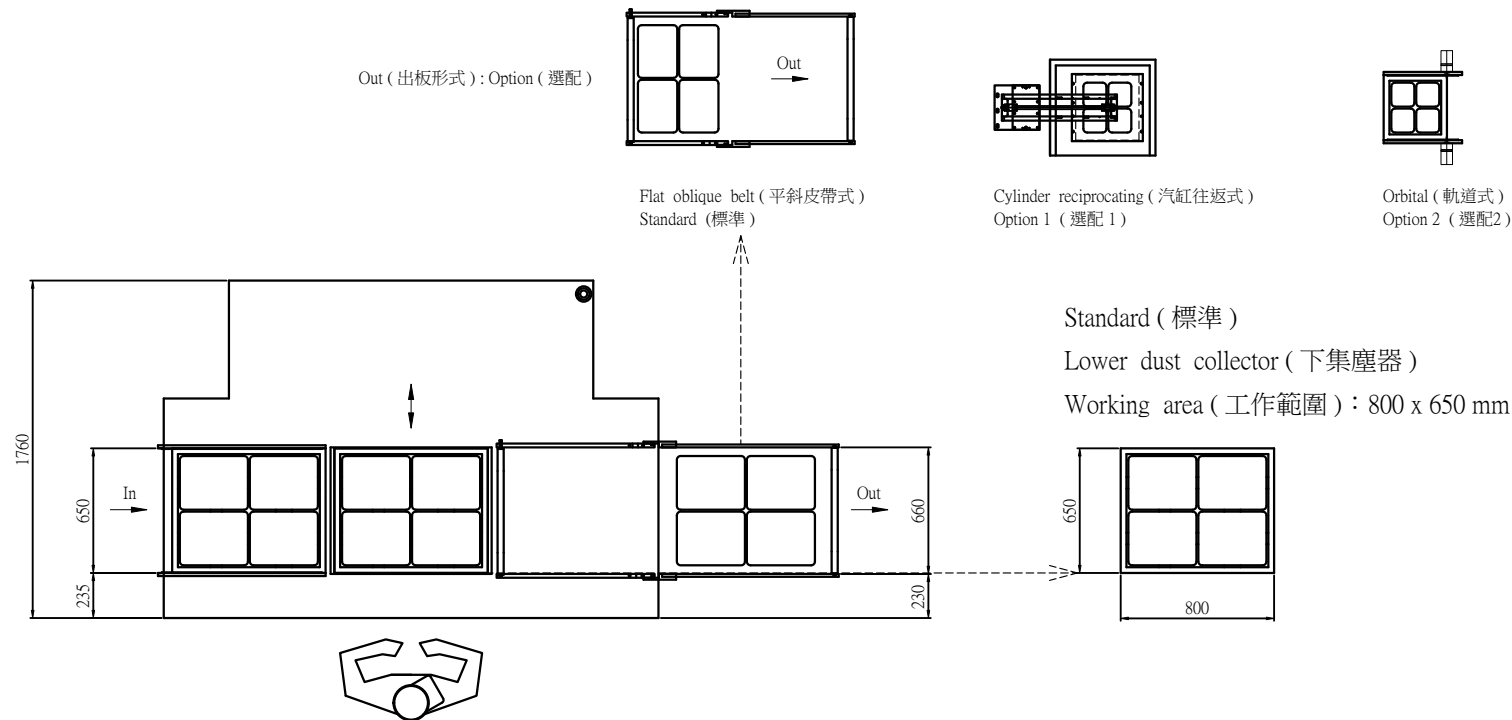 Out ( 出板形式 ) : Option ( 選配 )
Out
Flat oblique belt ( 平斜皮帶式 )
Standard (標準 )
Cylinder reciprocating ( 汽缸往返式 )
Option 1 ( 選配 1 )
Orbital ( 軌道式 )
Option 2 ( 選配2 )
Standard ( 標準 )
Lower dust collector ( 下集塵器 )
Working area ( 工作範圍 )：800 x 650 mm
1760
650
235
In
Out
660
230
650
800